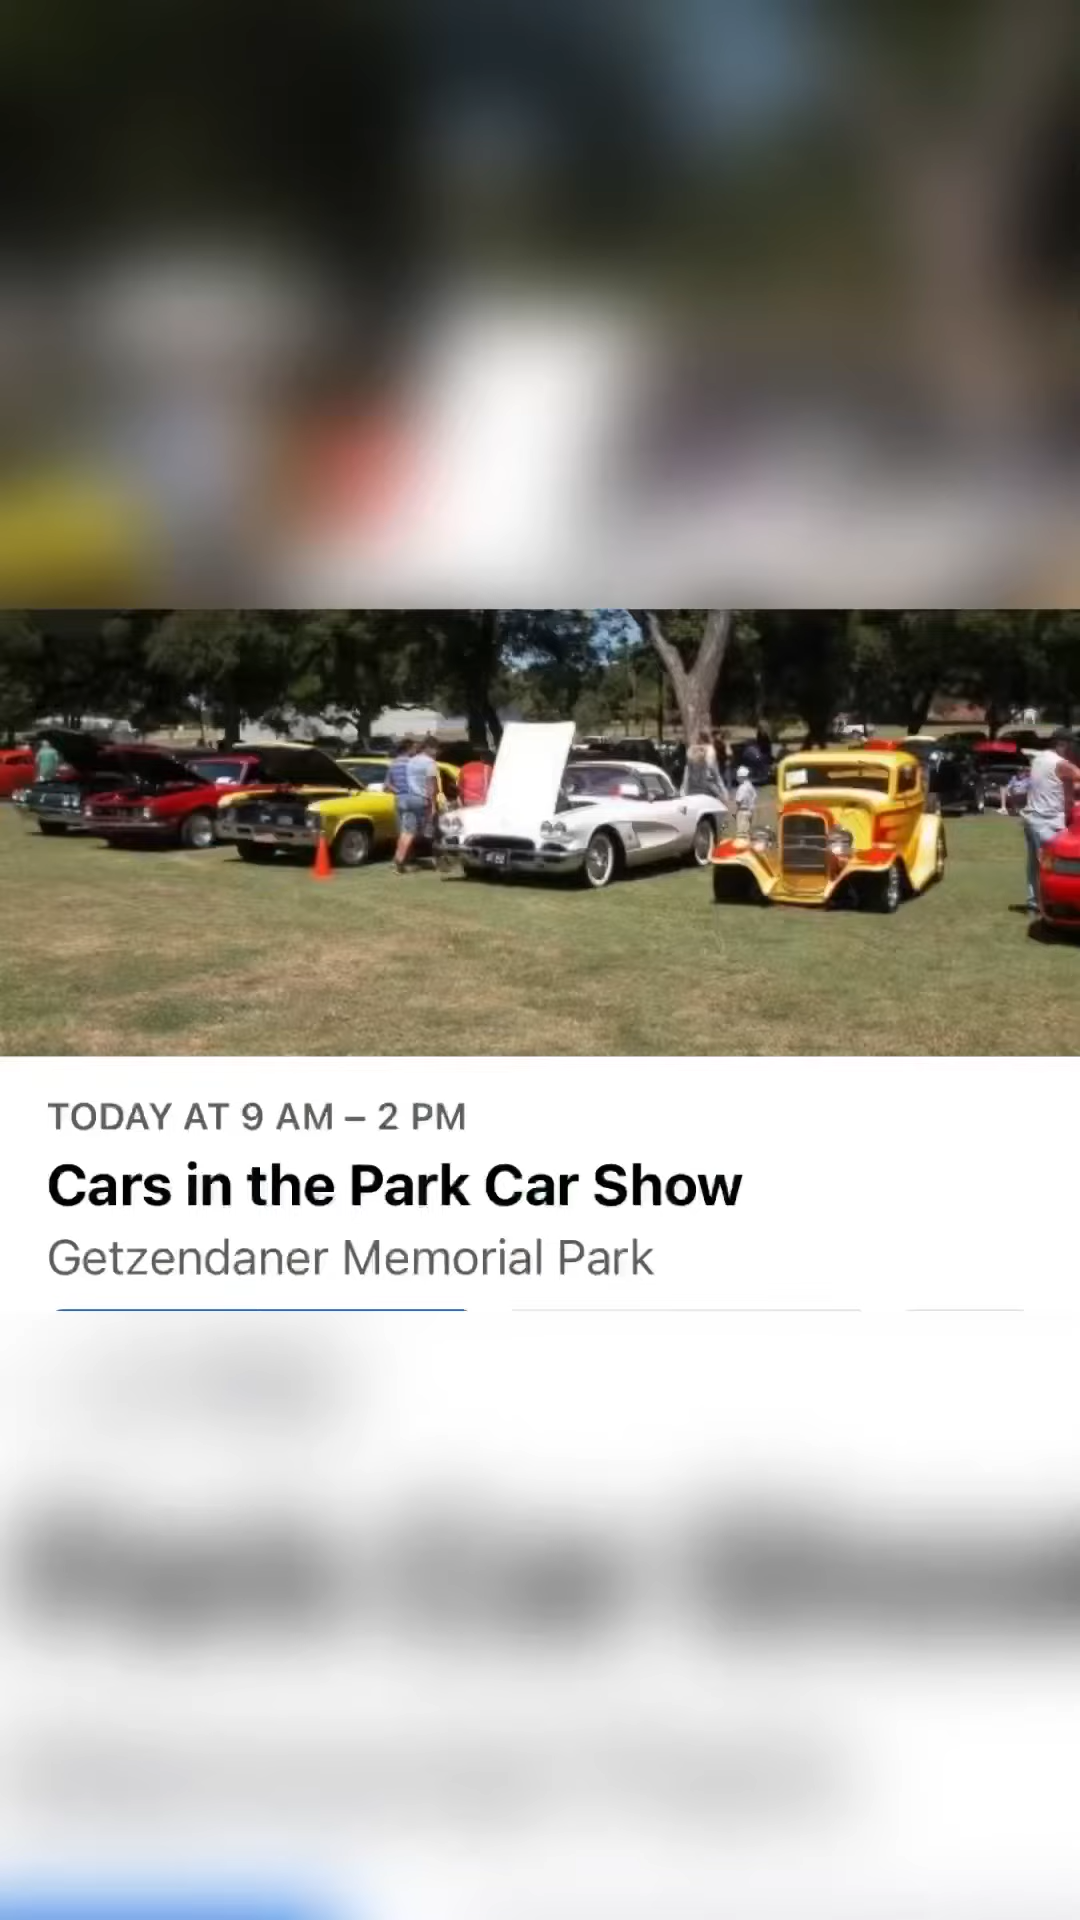 TODAY AT 9 AM – 2 PM
Cars in the Park Car Show
Getzendaner Memorial Park